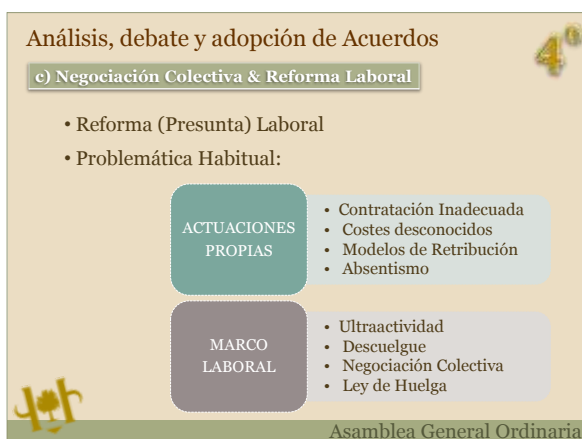 Análisis, debate y adopción de Acuerdos
4º
c) Negociación Colectiva & Reforma Laboral
• Reforma (Presunta) Laboral
• Problemática Habitual:
ACTUACIONES
PROPIAS
• Contratación Inadecuada
• Costes desconocidos
• Modelos de Retribución
• Absentismo
MARCO
LABORAL
• Ultraactividad
• Descuelgue
• Negociación Colectiva
• Ley de Huelga
Asamblea General Ordinaria